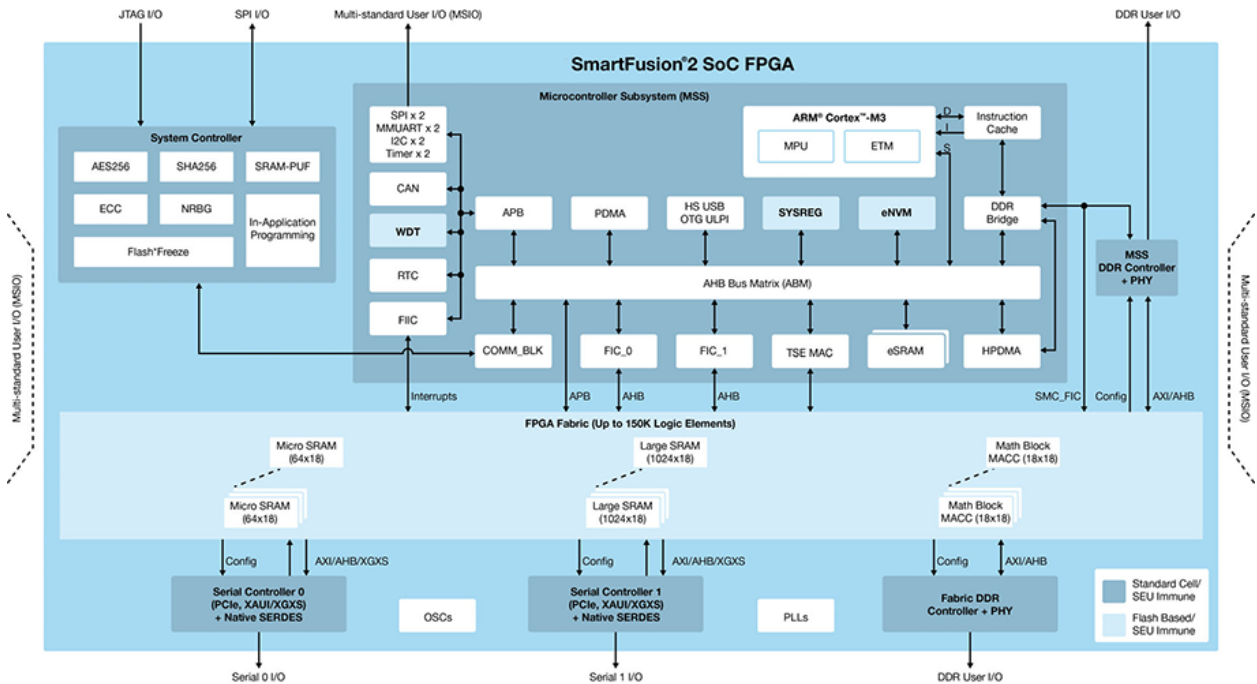 JTAG I/O
SPI I/O
Multi-standard User I/O (MSIO)
DDR User I/O
SmartFusion®2 SoC FPGA
Microcontroller Subsystem (MSS)
System Controller
AES256
SHA256
SRAM-PUF
ECC
NRBG
In-Application
Programming
Flash*Freeze
SPI x 2
MMUART x 2
I2C x 2
Timer x 2
CAN
WDT
RTC
FIIC
ARM® Cortex™-M3
MPU
ETM
D
I
S
Instruction
Cache
APB
PDMA
HS USB
OTG ULPI
SYSREG
eNVM
DDR
Bridge
AHB Bus Matrix (ABM)
MSS
DDR Controller
+ PHY
COMM_BLK
FIC_0
FIC_1
TSE MAC
eSRAM
HPDMA
Multi-standard User I/O (MSIO)
Multi-standard User I/O (MSIO)
Interrupts
APB
AHB
AHB
SMC_FIC
Config
AXI/AHB
FPGA Fabric (Up to 150K Logic Elements)
Micro SRAM
(64x18)
Large SRAM
(1024x18)
Math Block
MACC (18x18)
Micro SRAM
(64x18)
Large SRAM
(1024x18)
Math Block
MACC (18x18)
Config
AXI/AHB/XGXS
Config
AXI/AHB/XGXS
Config
AXI/AHB
Serial Controller 0
(PCIe, XAUI/XGXS)
+ Native SERDES
OSCs
Serial Controller 1
(PCIe, XAUI/XGXS)
+ Native SERDES
PLLs
Fabric DDR
Controller + PHY
Standard Cell/
SEU Immune
Flash Based/
SEU Immune
Serial 0 I/O
Serial 1 I/O
DDR User I/O